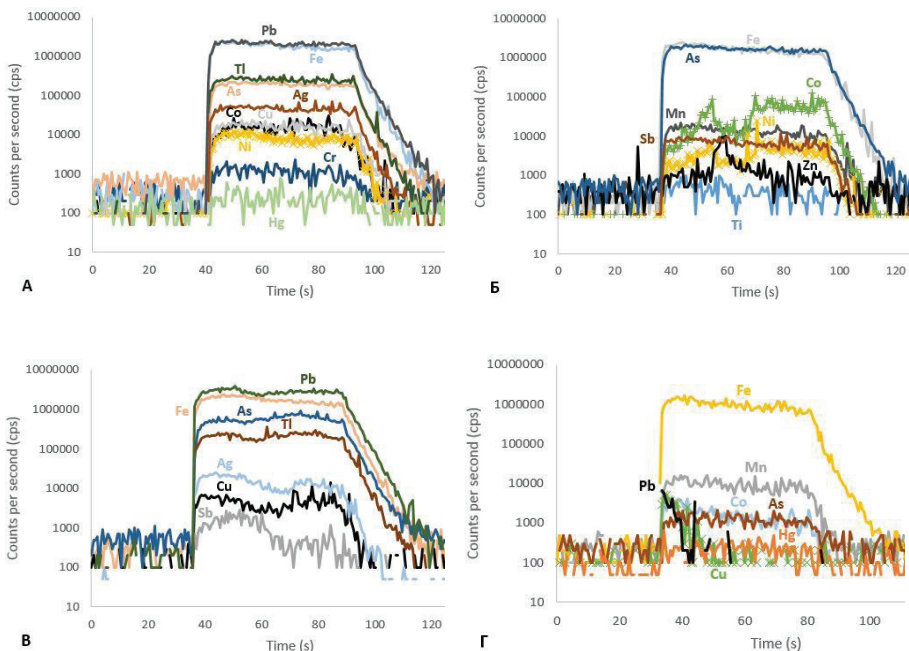 Counts per second (cps)
10000000
1000000
100000
10000
1000
100
10
Pb
Fe
Tl
As
Ag
Co
Cu
Ni
Cr
Hg
0 20 40 60 80 100 120
Time (s)
А
Counts per second (cps)
10000000
1000000
100000
10000
1000
100
10
Fe
As
Co
Mn
Ni
Sb
Zn
Ti
0 20 40 60 80 100 120
Time (s)
Б
Counts per second (cps)
10000000
1000000
100000
10000
1000
100
10
Pb
Fe
As
Tl
Ag
Cu
Sb
0 20 40 60 80 100 120
Time (s)
В
Counts per second (cps)
10000000
1000000
100000
10000
1000
100
10
Fe
Mn
Pb
Co
As
Hg
Cu
0 20 40 60 80 100
Time (s)
Г